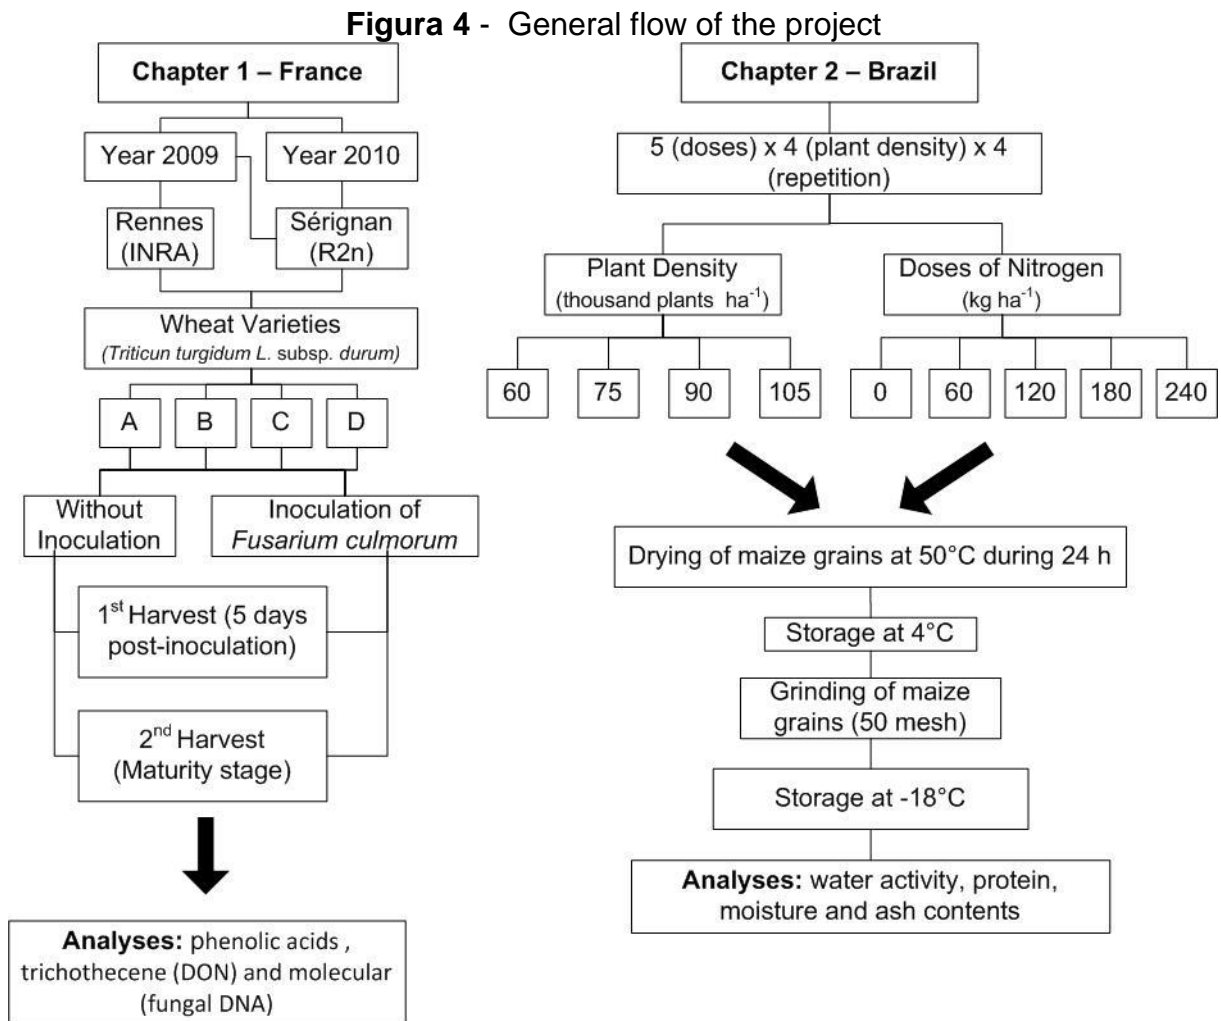 Figura 4 - General flow of the project
Chapter 1 – France
Year 2009
Year 2010
Rennes
(INRA)
Sérignan
(R2n)
Wheat Varieties
(Triticun turgidum L. subsp. durum)
A
B
C
D
Without
Inoculation
Inoculation of
Fusarium culmorum
1st Harvest (5 days
post-inoculation)
2nd Harvest
(Maturity stage)
Analyses: phenolic acids ,
trichothecene (DON) and molecular
(fungal DNA)
Chapter 2 – Brazil
5 (doses) x 4 (plant density) x 4
(repetition)
Plant Density
(thousand plants ha-1)
Doses of Nitrogen
(kg ha-1)
60
75
90
105
0
60
120
180
240
Drying of maize grains at 50°C during 24 h
Storage at 4°C
Grinding of maize
grains (50 mesh)
Storage at -18°C
Analyses: water activity, protein,
moisture and ash contents